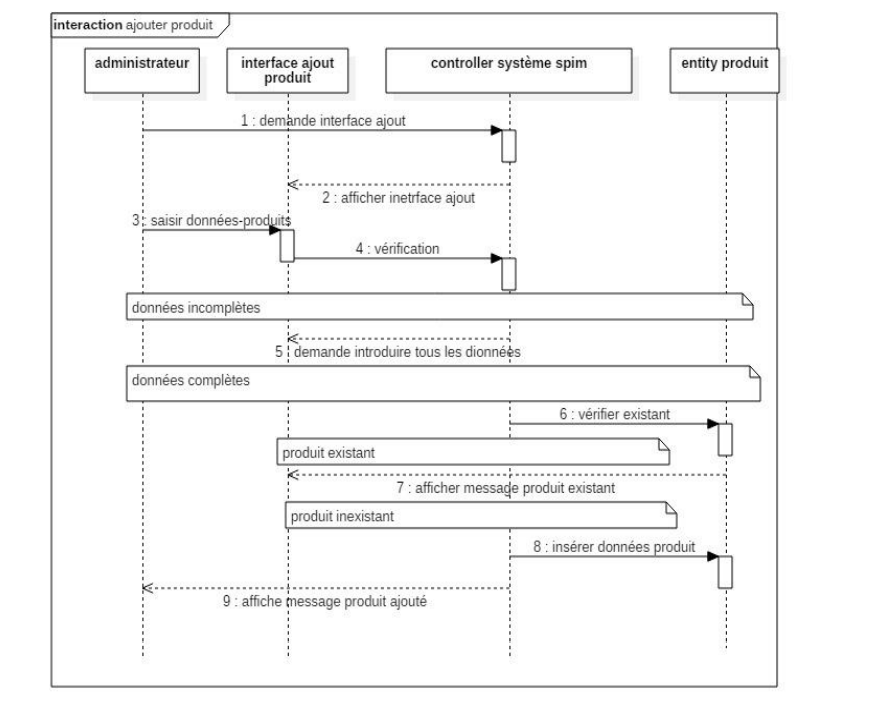 interaction ajouter produit
administrateur
interface ajout
produit
controller système spim
entity produit
1 : demande interface ajout
2 : afficher inetrface ajout
3 : saisir données-produits
4 : vérification
données incomplètes
5 : demande introduire tous les dionnées
données complètes
6 : vérifier existant
produit existant
7 : afficher message produit existant
produit inexistant
8 : insérer données produit
9 : affiche message produit ajouté